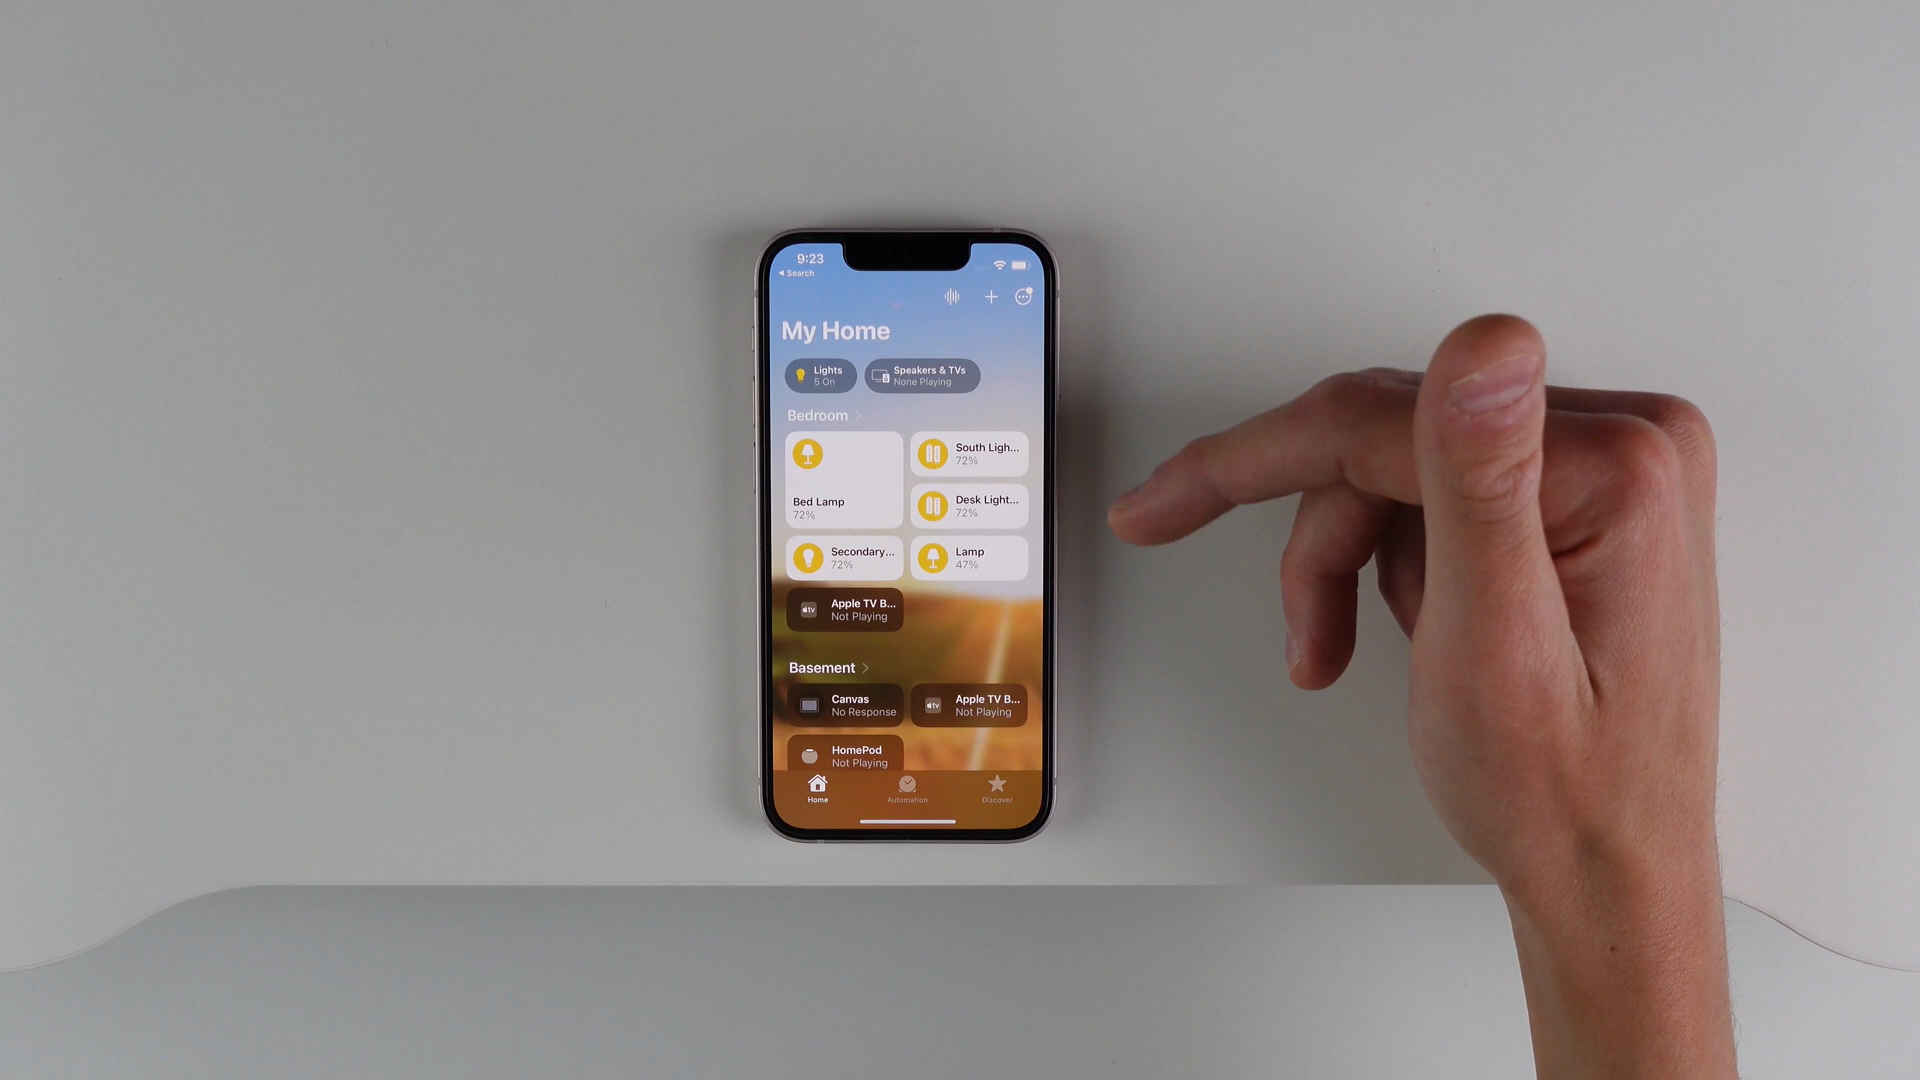 9:23
Search
My Home
Lights
5 On
Speakers & TVs
None Playing
Bedroom
Bed Lamp
72%
South Ligh...
72%
Desk Light...
72%
Secondary...
72%
Lamp
47%
Apple TV B...
Not Playing
Basement
Canvas
No Response
Apple TV B...
Not Playing
HomePod
Not Playing
Home
Automation
Discover